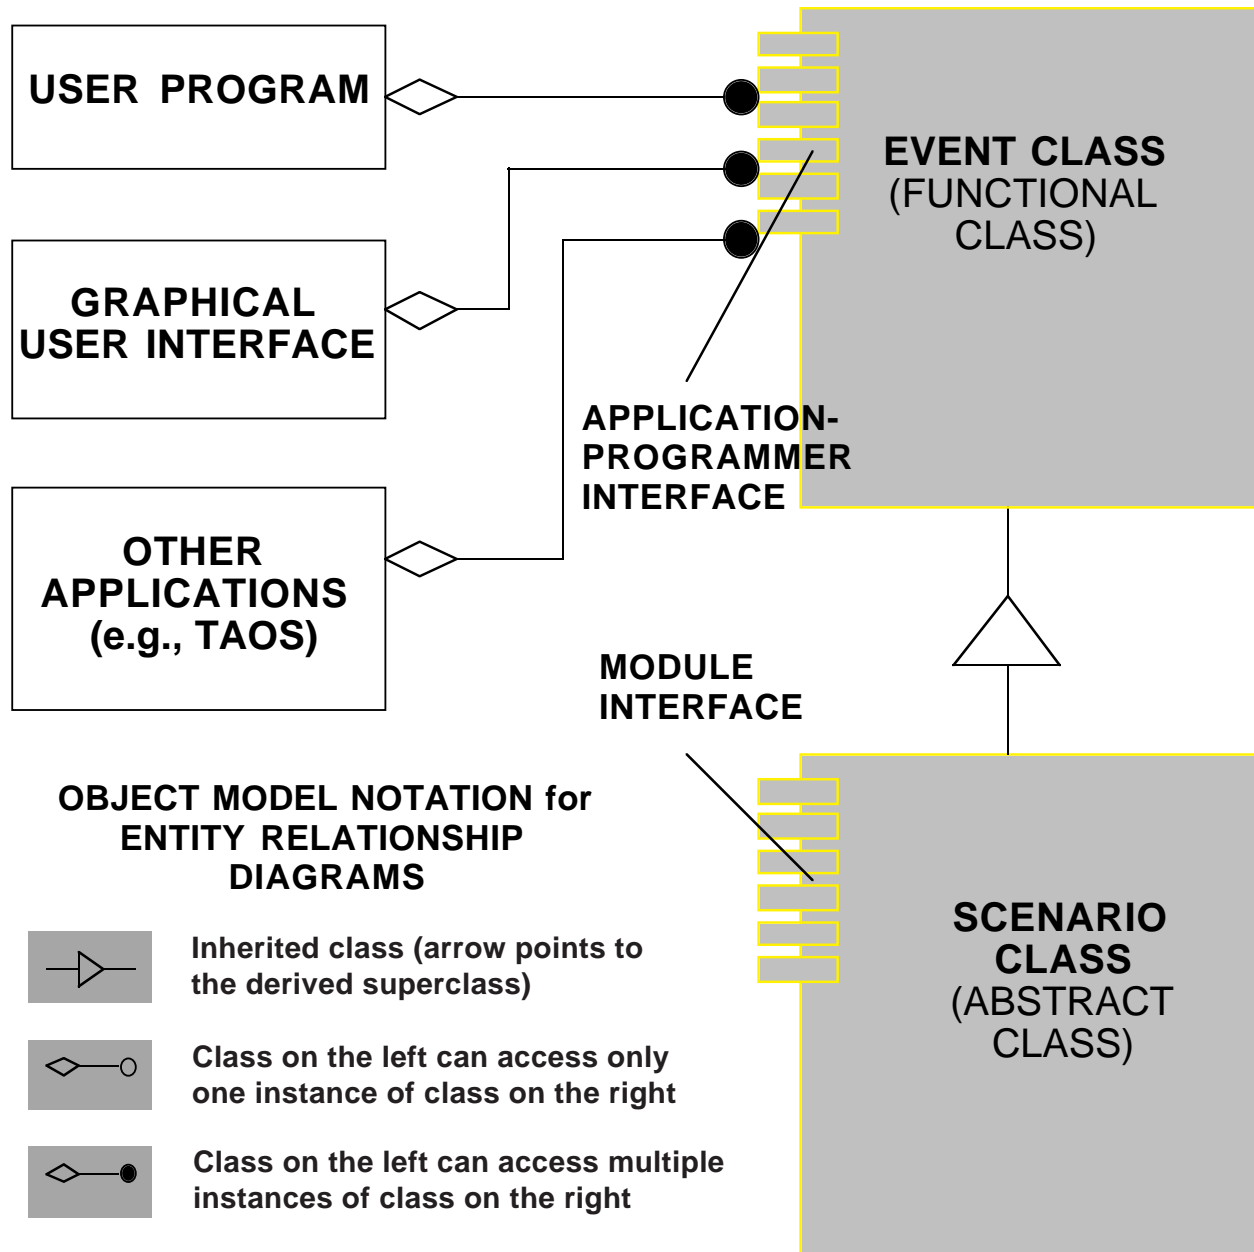 USER PROGRAM
GRAPHICAL
USER INTERFACE
OTHER
APPLICATIONS
(e.g., TAOS)
EVENT CLASS
(FUNCTIONAL
CLASS)
APPLICATION-
PROGRAMMER
INTERFACE
MODULE
INTERFACE
SCENARIO
CLASS
(ABSTRACT
CLASS)
OBJECT MODEL NOTATION for
ENTITY RELATIONSHIP
DIAGRAMS
Inherited class (arrow points to
the derived superclass)
Class on the left can access only
one instance of class on the right
Class on the left can access multiple
instances of class on the right